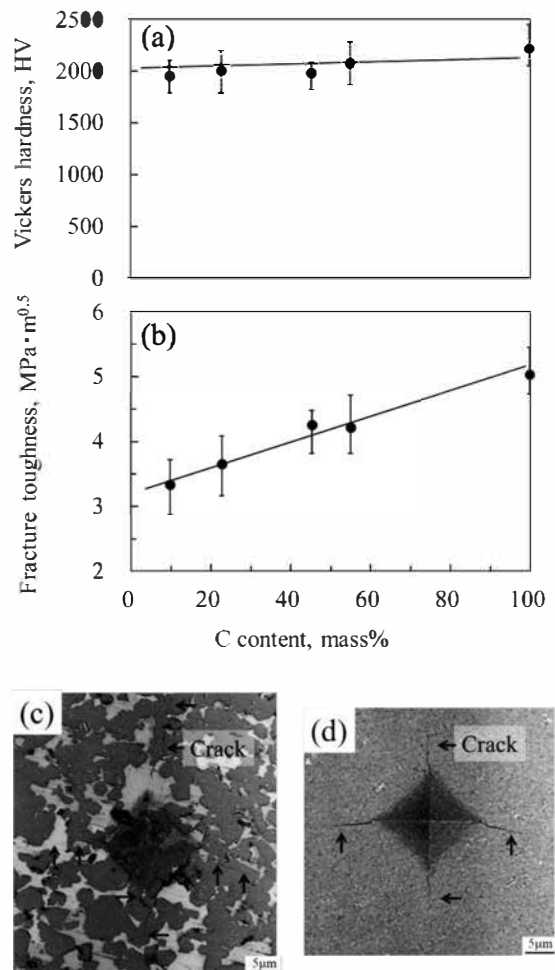 (a)
Vickers hardness, HV
2500
2000
1500
1000
500
0
(b)
Fracture toughness, MPa・m0.5
6
5
4
3
2
0 20 40 60 80 100
C content, mass%
(c)
Crack
5μm
(d)
Crack
5μm